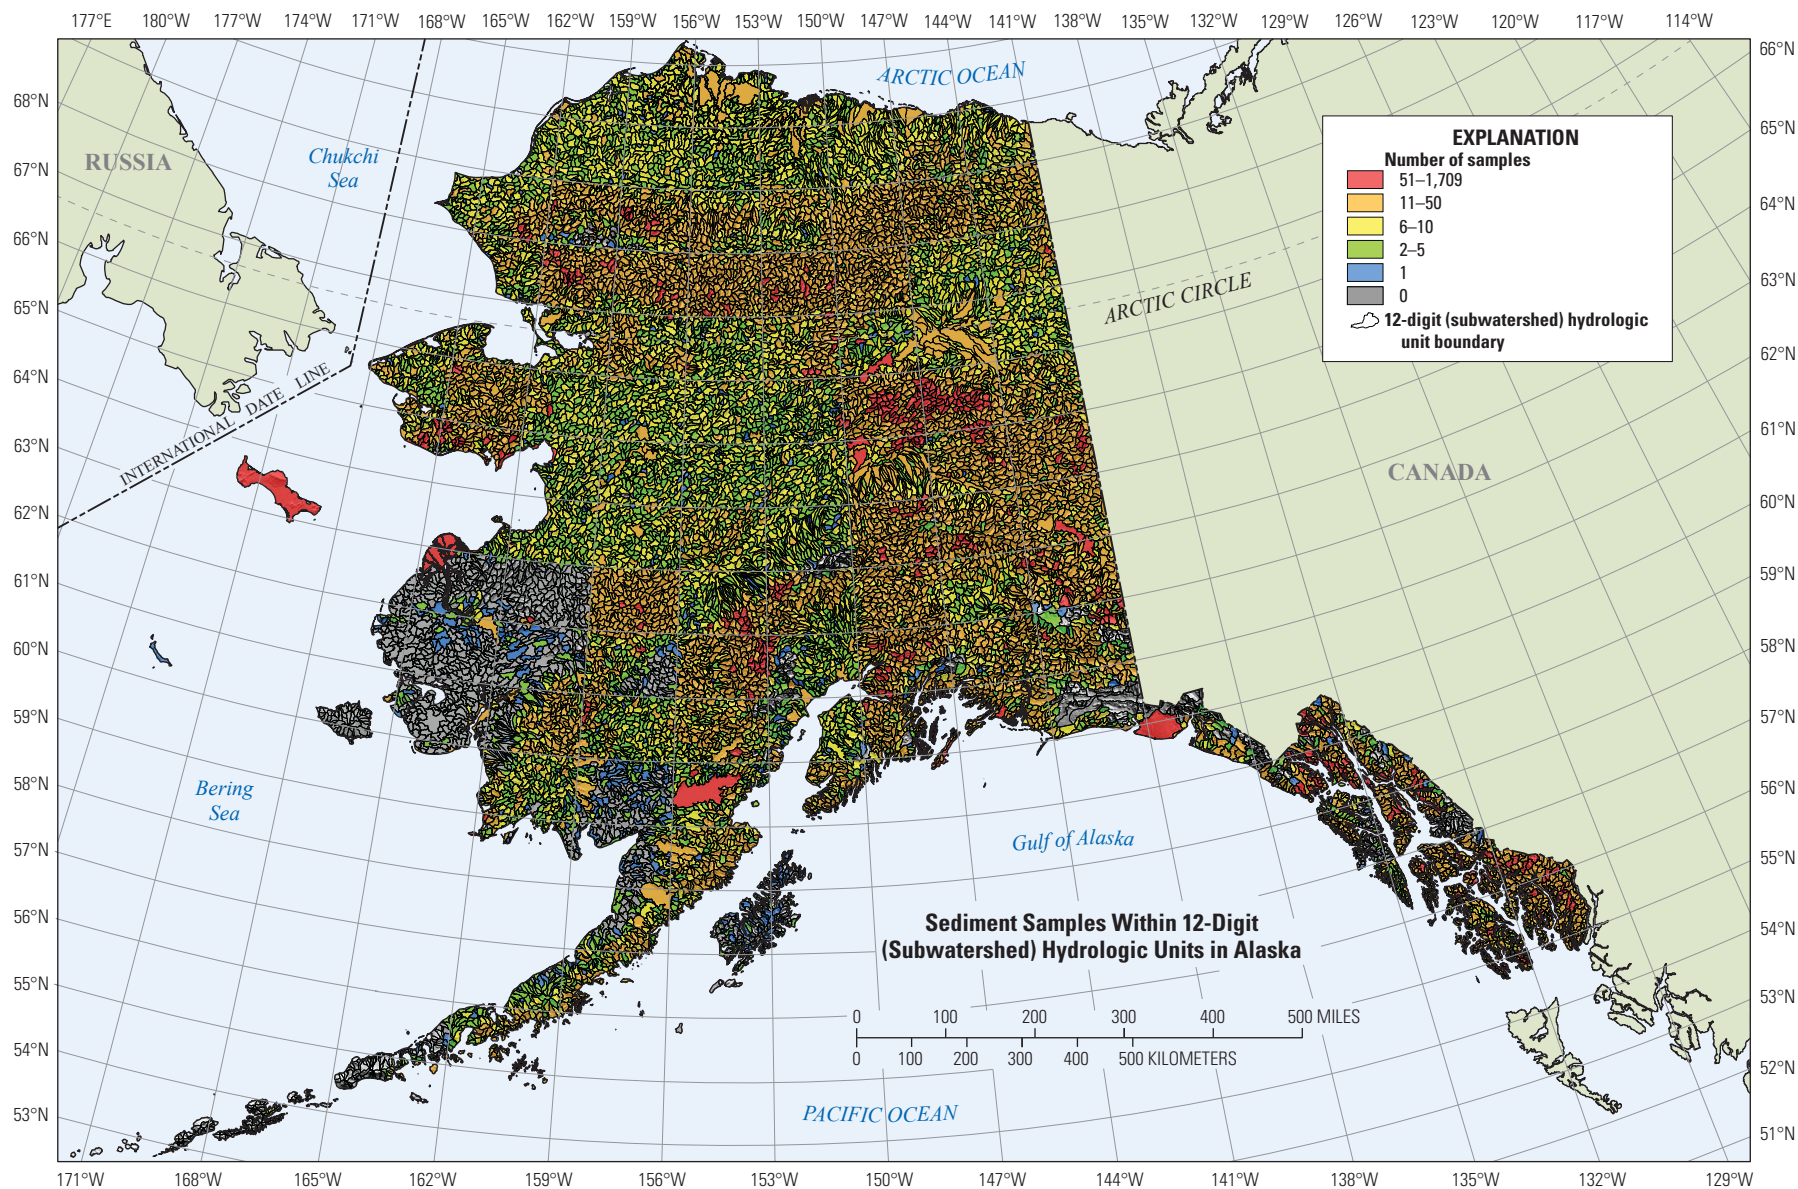 177°E 180°W 177°W 174°W 171°W 168°W 165°W 162°W 159°W 156°W 153°W 150°W 147°W 144°W 141°W 138°W 135°W 132°W 129°W 126°W 123°W 120°W 117°W 114°W
68°N
67°N
66°N
65°N
64°N
63°N
62°N
61°N
60°N
59°N
58°N
57°N
56°N
55°N
54°N
53°N
RUSSIA
Chukchi
Sea
ARCTIC OCEAN
INTERNATIONAL DATE LINE
ARCTIC CIRCLE
CANADA
EXPLANATION
Number of samples
51–1,709
11–50
6–10
2–5
1
0
12-digit (subwatershed) hydrologic
unit boundary
Bering
Sea
Gulf of Alaska
Sediment Samples Within 12-Digit
(Subwatershed) Hydrologic Units in Alaska
0 100 200 300 400 500 MILES
0 100 200 300 400 500 KILOMETERS
PACIFIC OCEAN
66°N
65°N
64°N
63°N
62°N
61°N
60°N
59°N
58°N
57°N
56°N
55°N
54°N
53°N
52°N
51°N
171°W 168°W 165°W 162°W 159°W 156°W 153°W 150°W 147°W 144°W 141°W 138°W 135°W 132°W 129°W